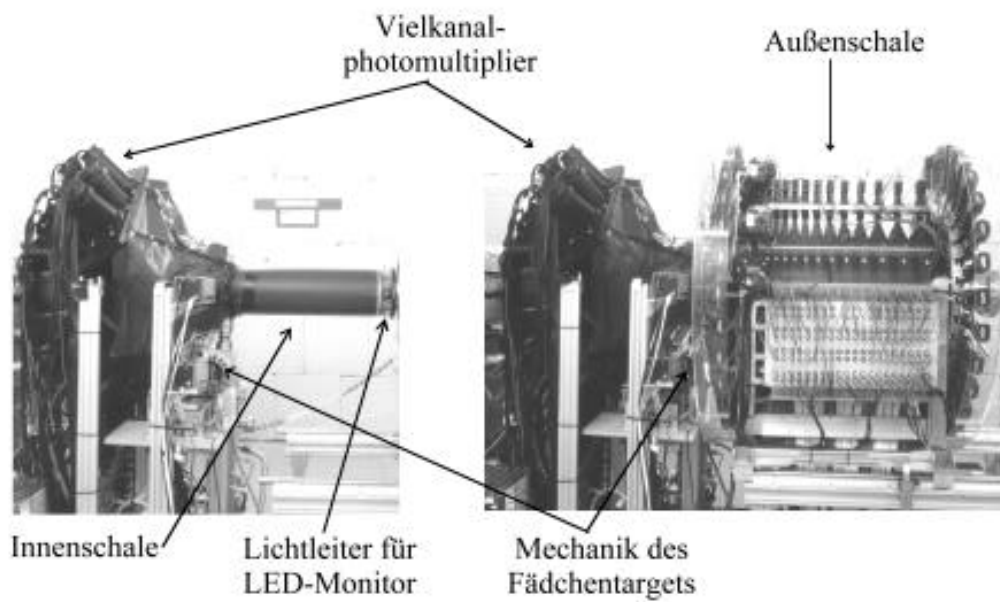 Vielkanal-
photomultiplier
Außenschale
Innenschale
Lichtleiter für
LED-Monitor
Mechanik des
Fädchentargets